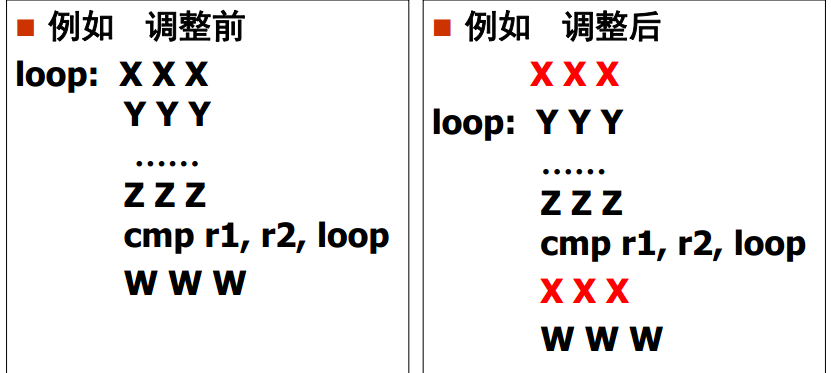 ■ 例如 调整前
loop: X X X
Y Y Y
……
Z Z Z
cmp r1, r2, loop
W W W
■ 例如 调整后
X X X
loop: Y Y Y
……
Z Z Z
cmp r1, r2, loop
X X X
W W W